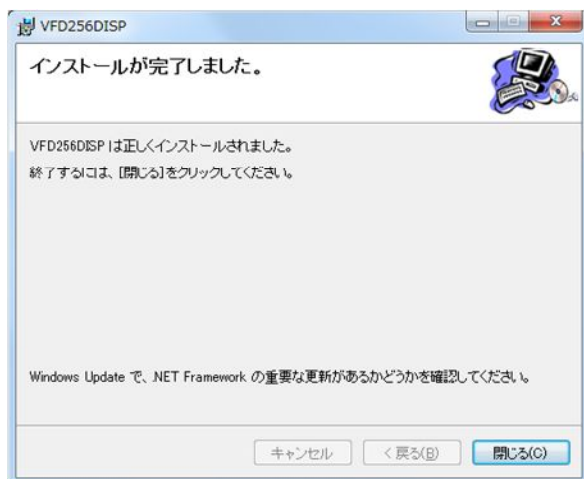 VFD256DISP
インストールが完了しました。
VFD256DISP は正しくインストールされました。
終了するには、[閉じる]をクリックしてください。
Windows Update で、.NET Framework の重要な更新があるかどうかを確認してください。
キャンセル
< 戻る(B)
閉じる(C)